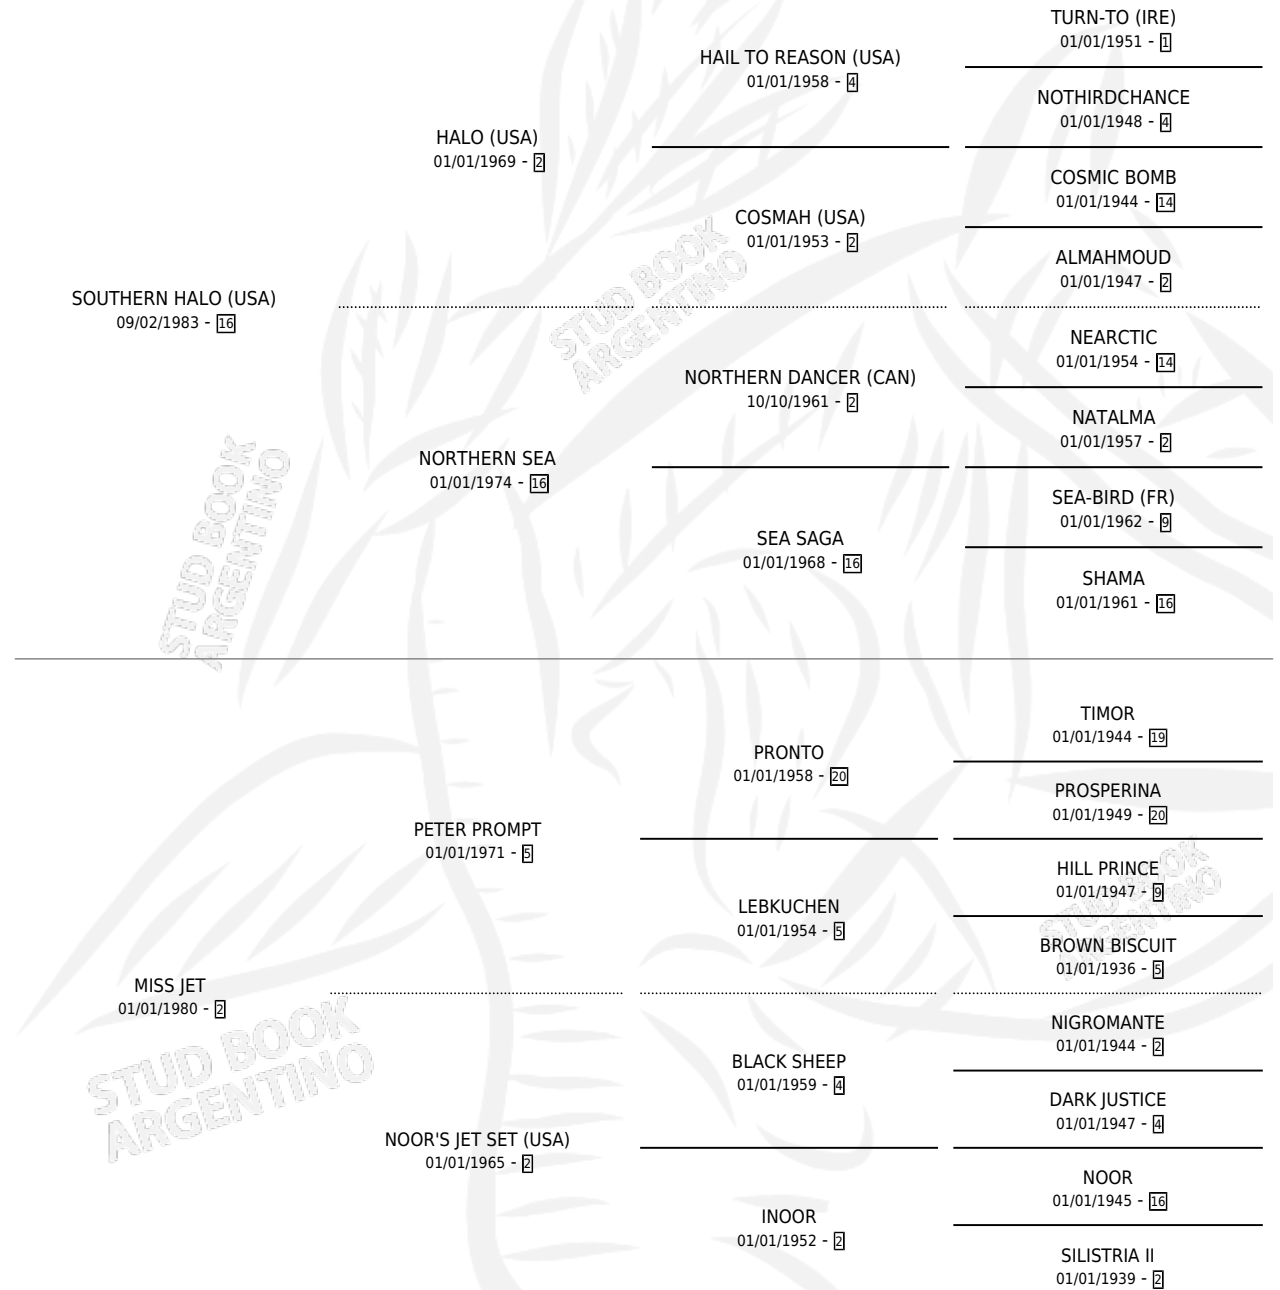 TURN-TO (IRE)
01/01/1951 - 1
HAIL TO REASON (USA)
01/01/1958 - 4
NOTHIRDCHANCE
01/01/1948 - 4
HALO (USA)
01/01/1969 - 2
COSMIC BOMB
01/01/1944 - 14
COSMAH (USA)
01/01/1953 - 2
ALMAHMOUD
01/01/1947 - 2
SOUTHERN HALO (USA)
09/02/1983 - 16
STUD BOOK
ARGENTINO
NEARCTIC
01/01/1954 - 14
NORTHERN DANCER (CAN)
10/10/1961 - 2
NATALMA
01/01/1957 - 2
NORTHERN SEA
01/01/1974 - 16
SEA-BIRD (FR)
01/01/1962 - 9
SEA SAGA
01/01/1968 - 16
SHAMA
01/01/1961 - 16
STUD BOOK
ARGENTINO
TIMOR
01/01/1944 - 19
PRONTO
01/01/1958 - 20
PROSPERINA
01/01/1949 - 20
PETER PROMPT
01/01/1971 - 5
HILL PRINCE
01/01/1947 - 9
LEBKUCHEN
01/01/1954 - 5
STUD BOOK
ARGENTINO
BROWN BISCUIT
01/01/1936 - 5
MISS JET
01/01/1980 - 2
NIGROMANTE
01/01/1944 - 2
BLACK SHEEP
01/01/1959 - 4
STUD BOOK
ARGENTINO
DARK JUSTICE
01/01/1947 - 4
NOOR'S JET SET (USA)
01/01/1965 - 2
NOOR
01/01/1945 - 16
INOOR
01/01/1952 - 2
SILISTRIA II
01/01/1939 - 2